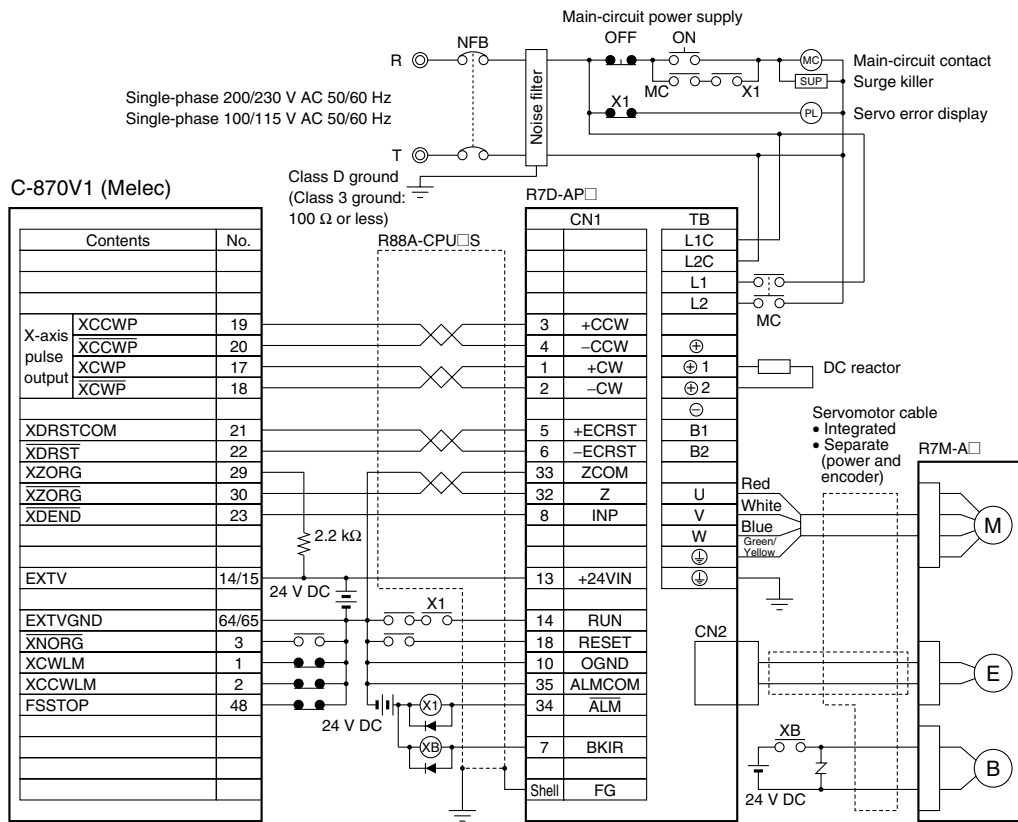 Main-circuit power supply
OFF ON
R NFB
MC Main-circuit contact
SUP Surge killer
MC X1
Single-phase 200/230 V AC 50/60 Hz
Single-phase 100/115 V AC 50/60 Hz
Noise filter
X1
PL Servo error display
T
Class D ground
(Class 3 ground:
100 Ω or less)
C-870V1 (Melec)
R7D-AP□
R88A-CPU□S
Contents No.
CN1 TB
L1C
L2C
L1
L2
MC
X-axis
pulse
output
XCCWP 19
XCCWP 20
XCWP 17
XCWP 18
XDRSTCOM 21
XDRST 22
XZORG 29
XZORG 30
XDEND 23
2.2 kΩ
EXTV 14/15
24 V DC
EXTVGND 64/65
X1
XNORG 3
XCWLM 1
XCCWLM 2
FSSTOP 48
24 V DC
X1
XB
3 +CCW
4 –CCW
1 +CW
2 –CW
5 +ECRST
6 –ECRST
33 ZCOM
32 Z
8 INP
13 +24VIN
14 RUN
18 RESET
10 OGND
35 ALMCOM
34 ALM
7 BKIR
Shell FG
⊕
⊕ 1
⊕ 2
⊖
B1
B2
U
V
W
DC reactor
Servomotor cable
• Integrated
• Separate
(power and
encoder)
R7M-A□
Red
White
Blue
Green/
Yellow
M
CN2
E
XB
24 V DC
B